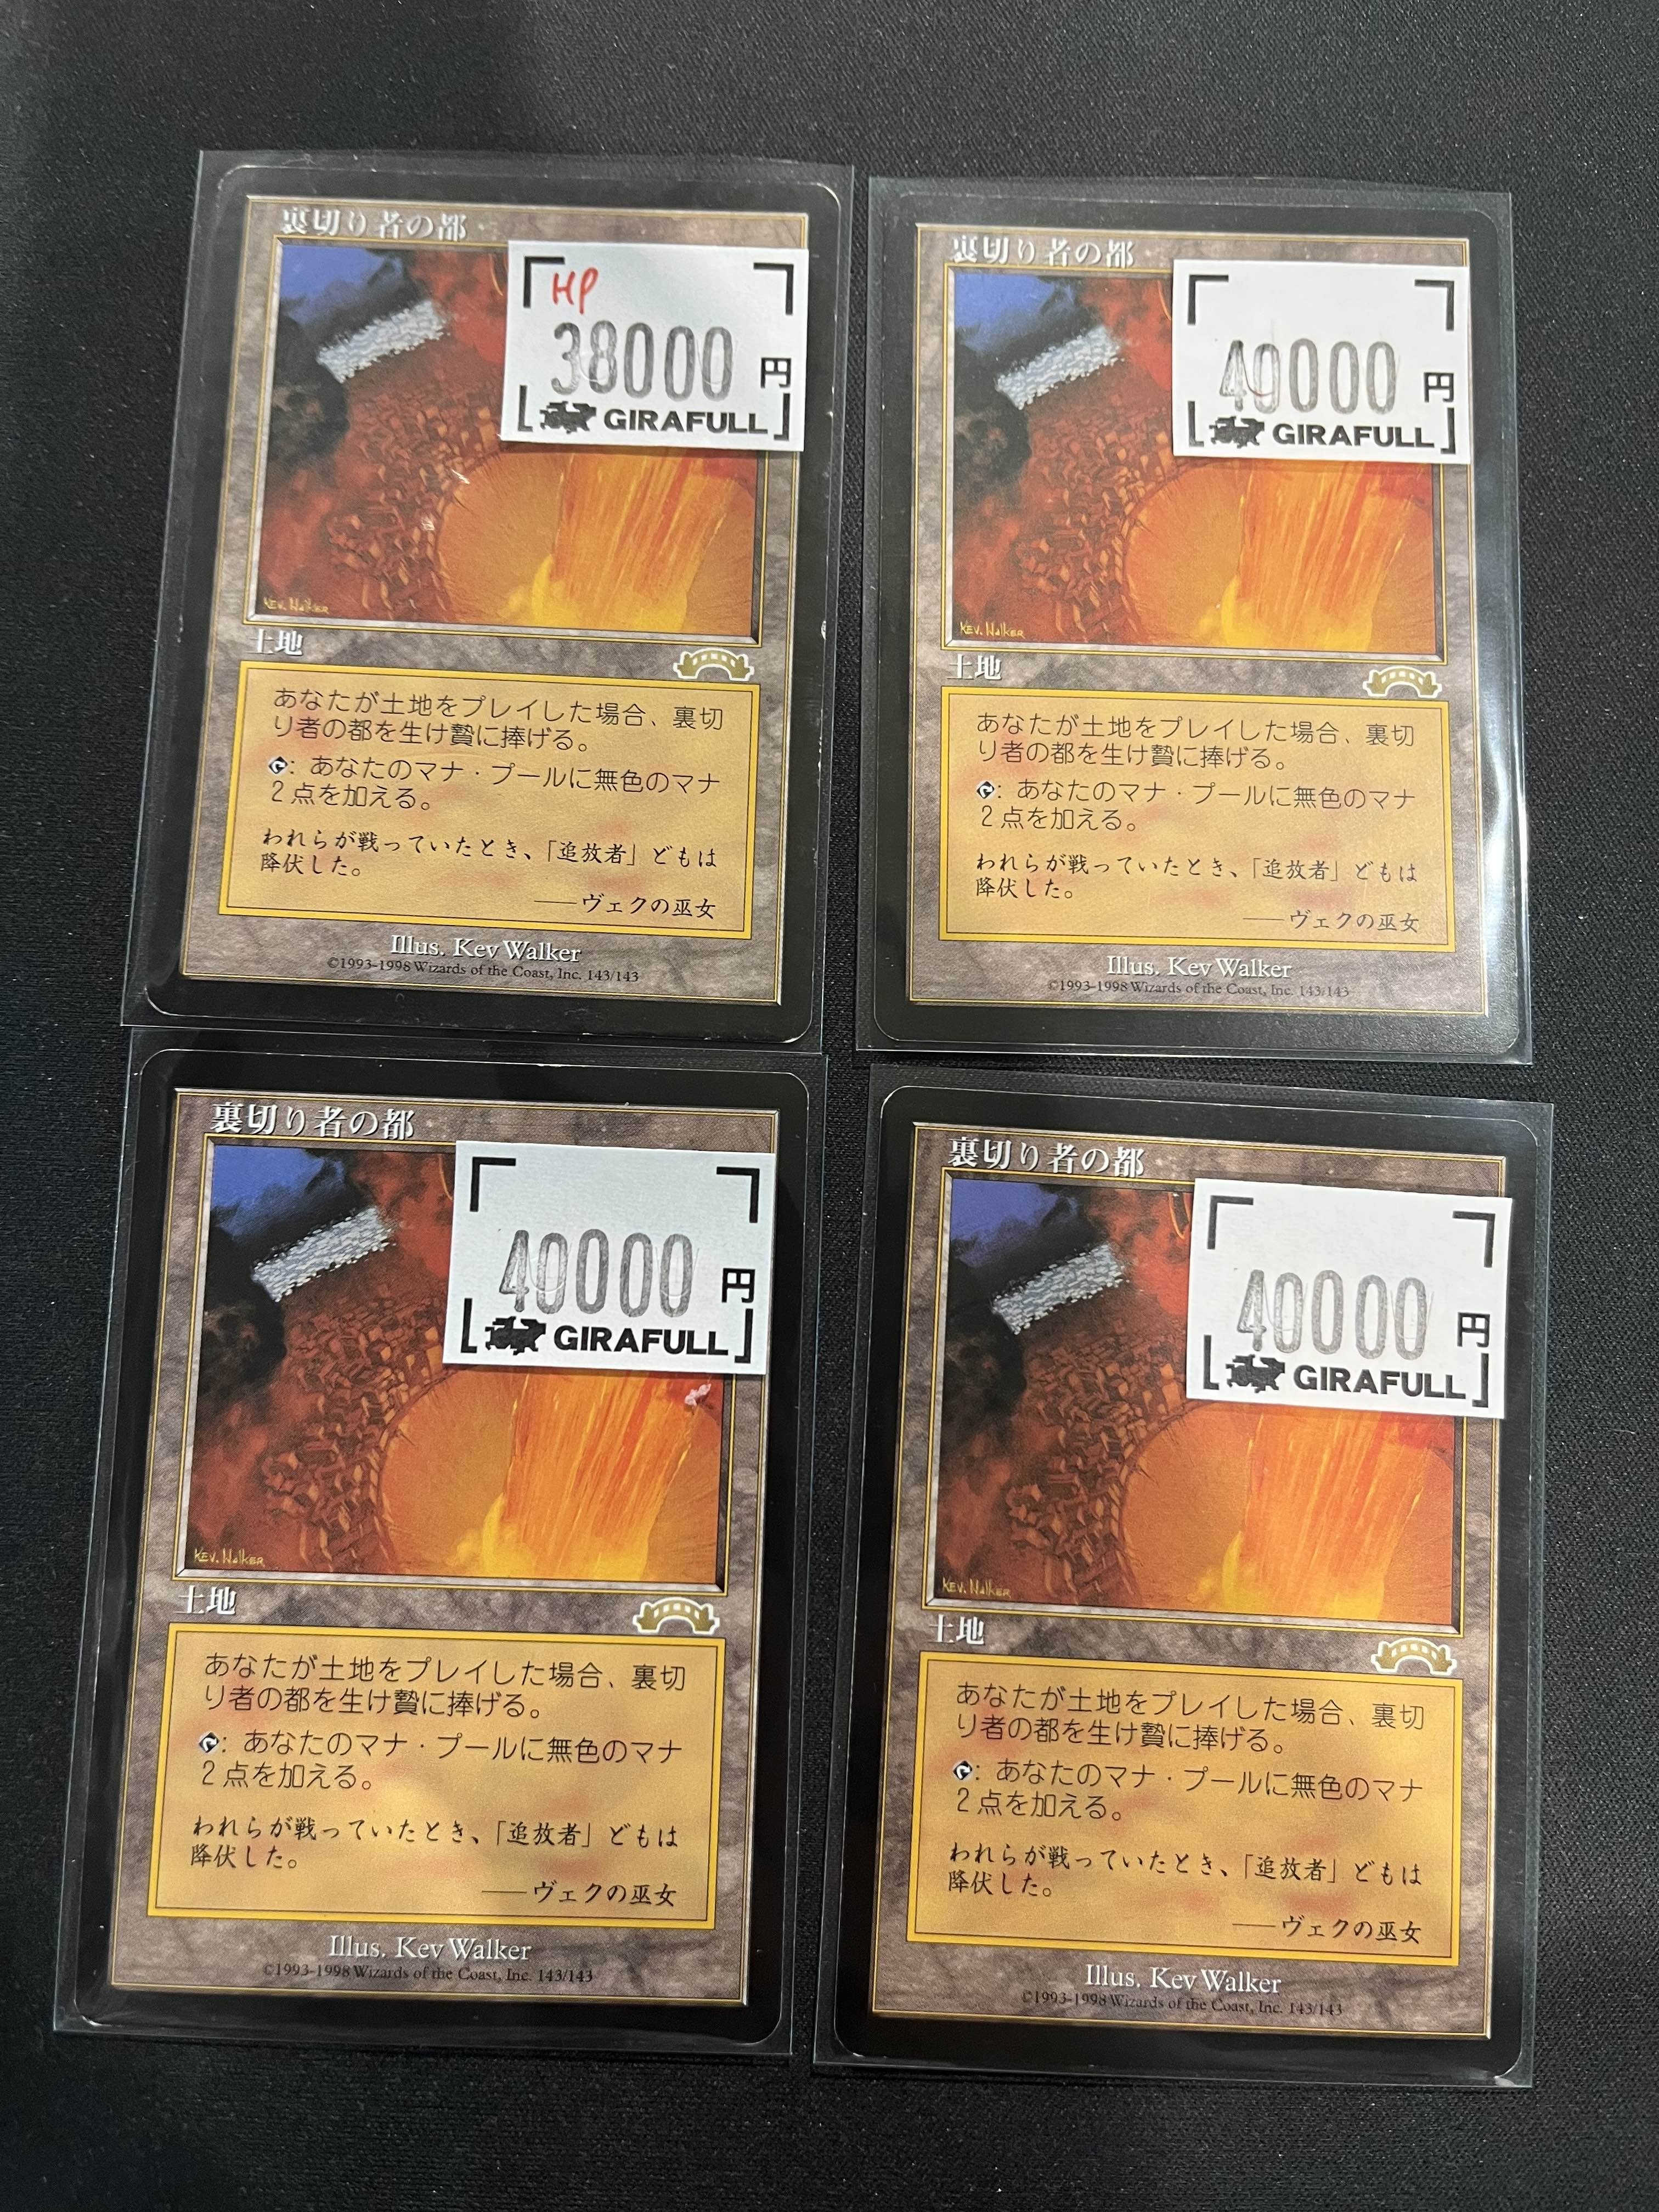 裏切り者の都
HP
38000 円
GIRAFULL
Kev. Walker
土地
あなたが土地をプレイした場合、裏切
り者の都を生け贄に捧げる。
: あなたのマナ・プールに無色のマナ
2点を加える。
われらが戦っていたとき、「追放者」どもは
降伏した。
――ヴェクの巫女
Illus. Kev Walker
©1993-1998 Wizards of the Coast, Inc. 143/143
裏切り者の都
40000 円
GIRAFULL
Kev. Walker
土地
あなたが土地をプレイした場合、裏切
り者の都を生け贄に捧げる。
: あなたのマナ・プールに無色のマナ
2点を加える。
われらが戦っていたとき、「追放者」どもは
降伏した。
――ヴェクの巫女
Illus. Kev Walker
©1993-1998 Wizards of the Coast, Inc. 143/143
裏切り者の都
40000 円
GIRAFULL
Kev. Walker
土地
あなたが土地をプレイした場合、裏切
り者の都を生け贄に捧げる。
: あなたのマナ・プールに無色のマナ
2点を加える。
われらが戦っていたとき、「追放者」どもは
降伏した。
――ヴェクの巫女
Illus. Kev Walker
©1993-1998 Wizards of the Coast, Inc. 143/143
裏切り者の都
40000 円
GIRAFULL
Kev. Walker
土地
あなたが土地をプレイした場合、裏切
り者の都を生け贄に捧げる。
: あなたのマナ・プールに無色のマナ
2点を加える。
われらが戦っていたとき、「追放者」どもは
降伏した。
――ヴェクの巫女
Illus. Kev Walker
©1993-1998 Wizards of the Coast, Inc. 143/143